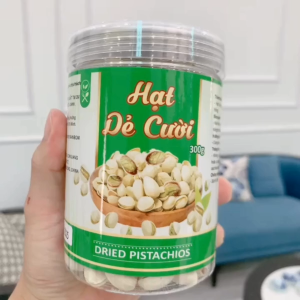 Hạt
Dẻ Cười
300g
DRIED PISTACHIOS